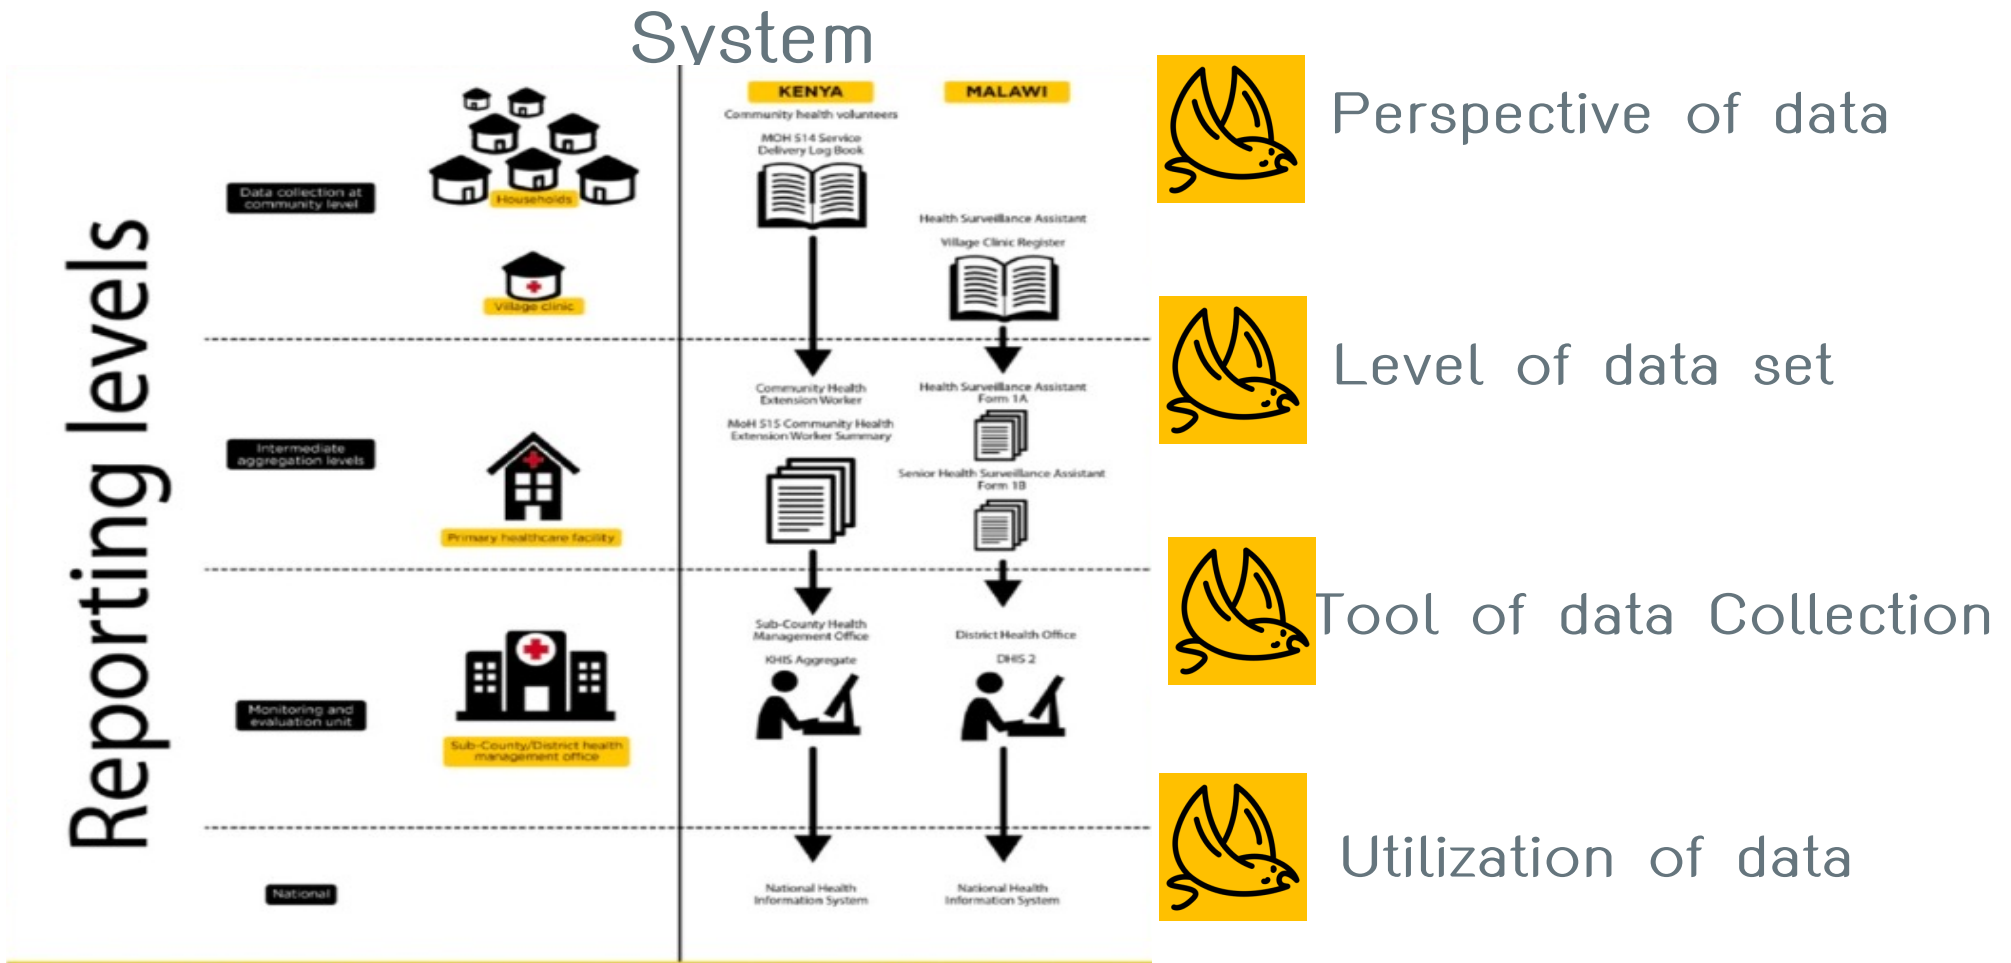 System
Reporting levels
Data collection at
community level
Households
Village clinic
Intermediate
aggregation levels
Primary healthcare facility
Monitoring and
evaluation unit
Sub-County/District health
management office
National
KENYA
Community health volunteers
MOH 514 Service
Delivery Log Book
Community Health
Extension Worker
MoH 515 Community Health
Extension Worker Summary
Sub-County Health
Management Office
KHIS Aggregate
National Health
Information System
MALAWI
Health Surveillance Assistant
Village Clinic Register
Health Surveillance Assistant
Form 1A
Senior Health Surveillance Assistant
Form 1B
District Health Office
DHIS 2
National Health
Information System
Perspective of data
Level of data set
Tool of data Collection
Utilization of data